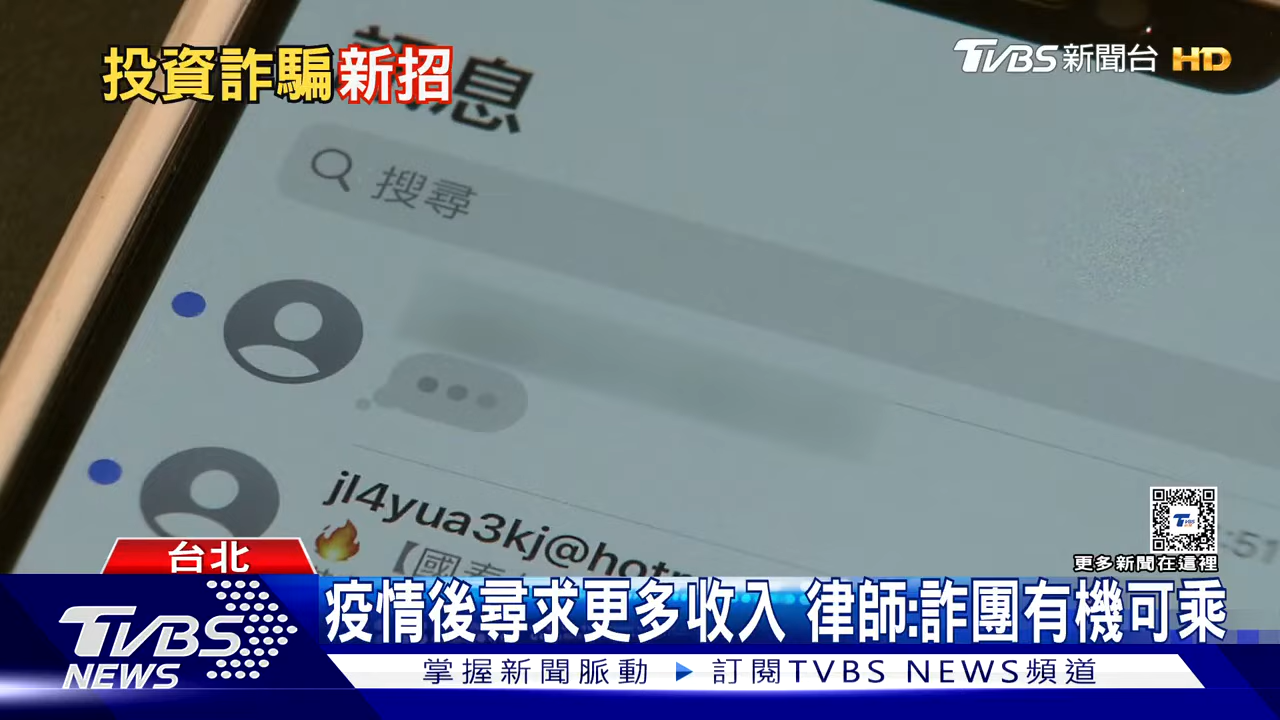 投資詐騙新招
TVBS新聞台 HD
訊息
搜尋
jl4yua3kj@hotm
🔥【國泰
:51
更多新聞在這裡
台北
疫情後尋求更多收入 律師:詐團有機可乘
TVBS NEWS
掌握新聞脈動 ▶ 訂閱TVBS NEWS頻道